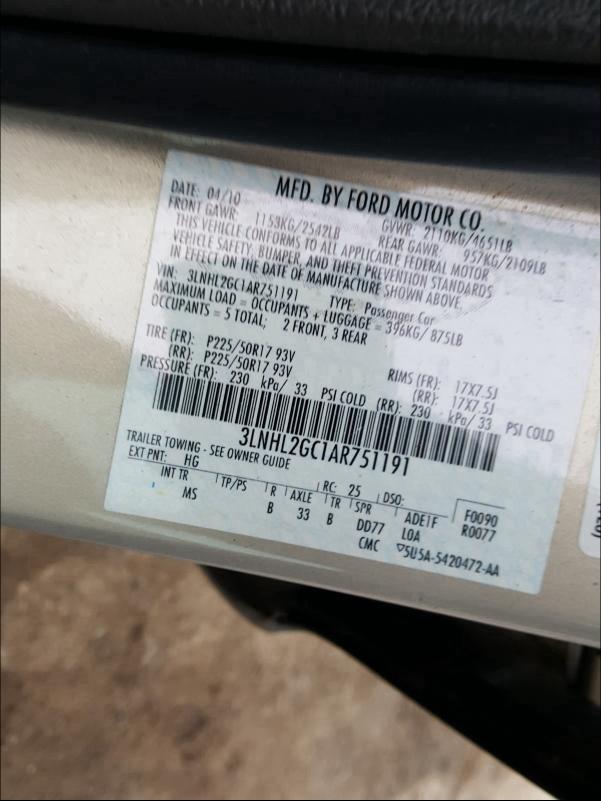 MFD. BY FORD MOTOR CO.
DATE: 04/10 GVWR: 2110KG/4651LB
FRONT GAWR: 1153KG/2542LB REAR GAWR: 957KG/2109LB
THIS VEHICLE CONFORMS TO ALL APPLICABLE FEDERAL MOTOR
VEHICLE SAFETY, BUMPER, AND THEFT PREVENTION STANDARDS
IN EFFECT ON THE DATE OF MANUFACTURE SHOWN ABOVE.
VIN: 3LNHL2GC1AR751191 TYPE: Passenger Car
MAXIMUM LOAD = OCCUPANTS + LUGGAGE = 396KG/ 875LB
OCCUPANTS = 5 TOTAL; 2 FRONT, 3 REAR
TIRE (FR): P225/50R17 93V RIMS (FR): 17X7.5J
(RR): P225/50R17 93V (RR): 17X7.5J
PRESSURE (FR): 230 kPa/ 33 PSI COLD (RR): 230 kPa/ 33 PSI COLD
3LNHL2GC1AR751191
TRAILER TOWING - SEE OWNER GUIDE
EXT PNT: HG RC: 25 DSO: F0090
INT TR TP/PS R AXLE TR SPR ADEIF R0077
MS B 33 B DD77 LOA
CMC ▽5U5A-5420472-AA